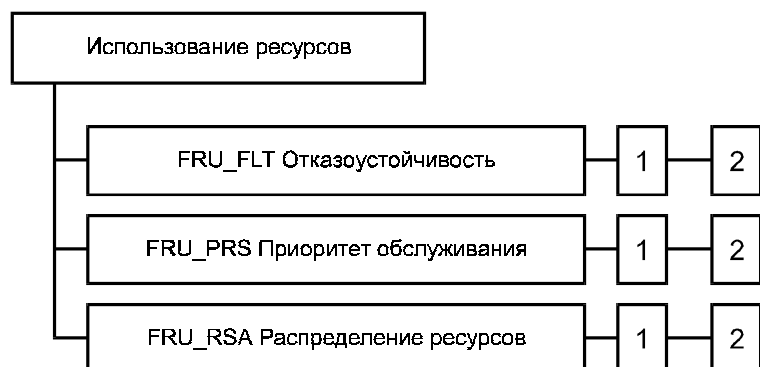 Использование ресурсов
FRU_FLT Отказоустойчивость 1 2
FRU_PRS Приоритет обслуживания 1 2
FRU_RSA Распределение ресурсов 1 2